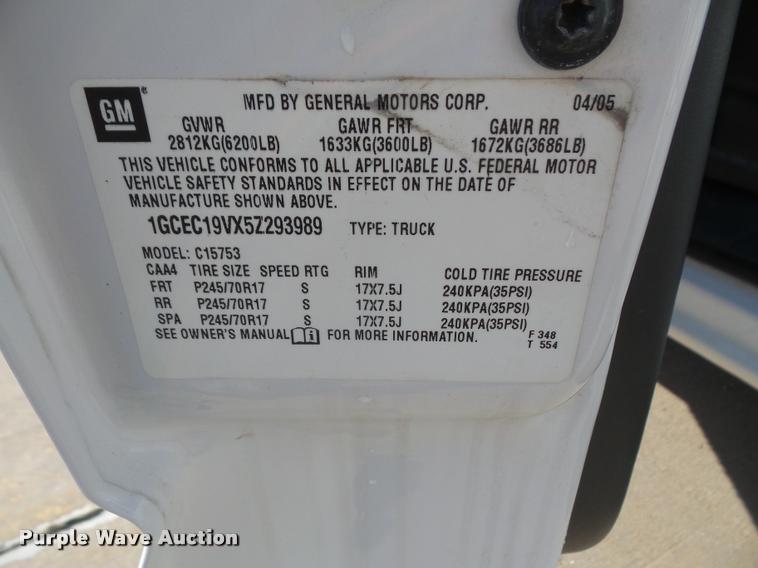 GM
MFD BY GENERAL MOTORS CORP. 04/05
GVWR GAWR FRT GAWR RR
2812KG(6200LB) 1633KG(3600LB) 1672KG(3686LB)
THIS VEHICLE CONFORMS TO ALL APPLICABLE U.S. FEDERAL MOTOR
VEHICLE SAFETY STANDARDS IN EFFECT ON THE DATE OF
MANUFACTURE SHOWN ABOVE.
1GCEC19VX5Z293989 TYPE: TRUCK
MODEL: C15753
CAA4 TIRE SIZE SPEED RTG RIM COLD TIRE PRESSURE
FRT P245/70R17 S 17X7.5J 240KPA(35PSI)
RR P245/70R17 S 17X7.5J 240KPA(35PSI)
SPA P245/70R17 S 17X7.5J 240KPA(35PSI)
SEE OWNER'S MANUAL FOR MORE INFORMATION.
F 348
T 554
Purple Wave Auction